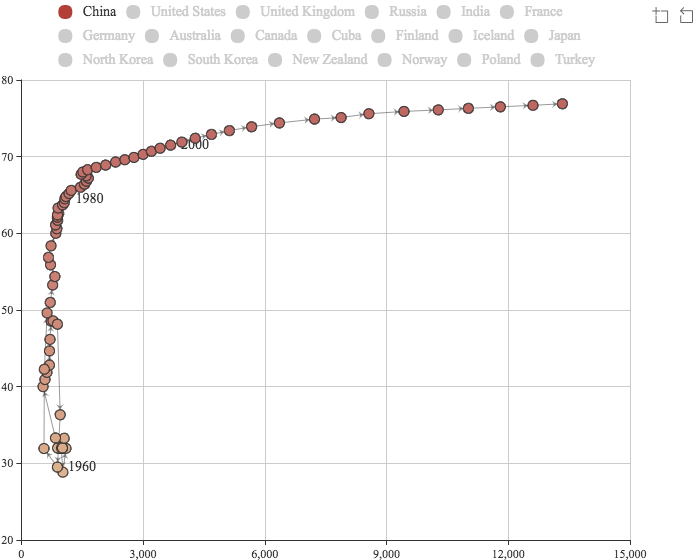 China United States United Kingdom Russia India France
Germany Australia Canada Cuba Finland Iceland Japan
North Korea South Korea New Zealand Norway Poland Turkey
80
70
2000
1980
60
50
40
30
1960
20
0 3,000 6,000 9,000 12,000 15,000